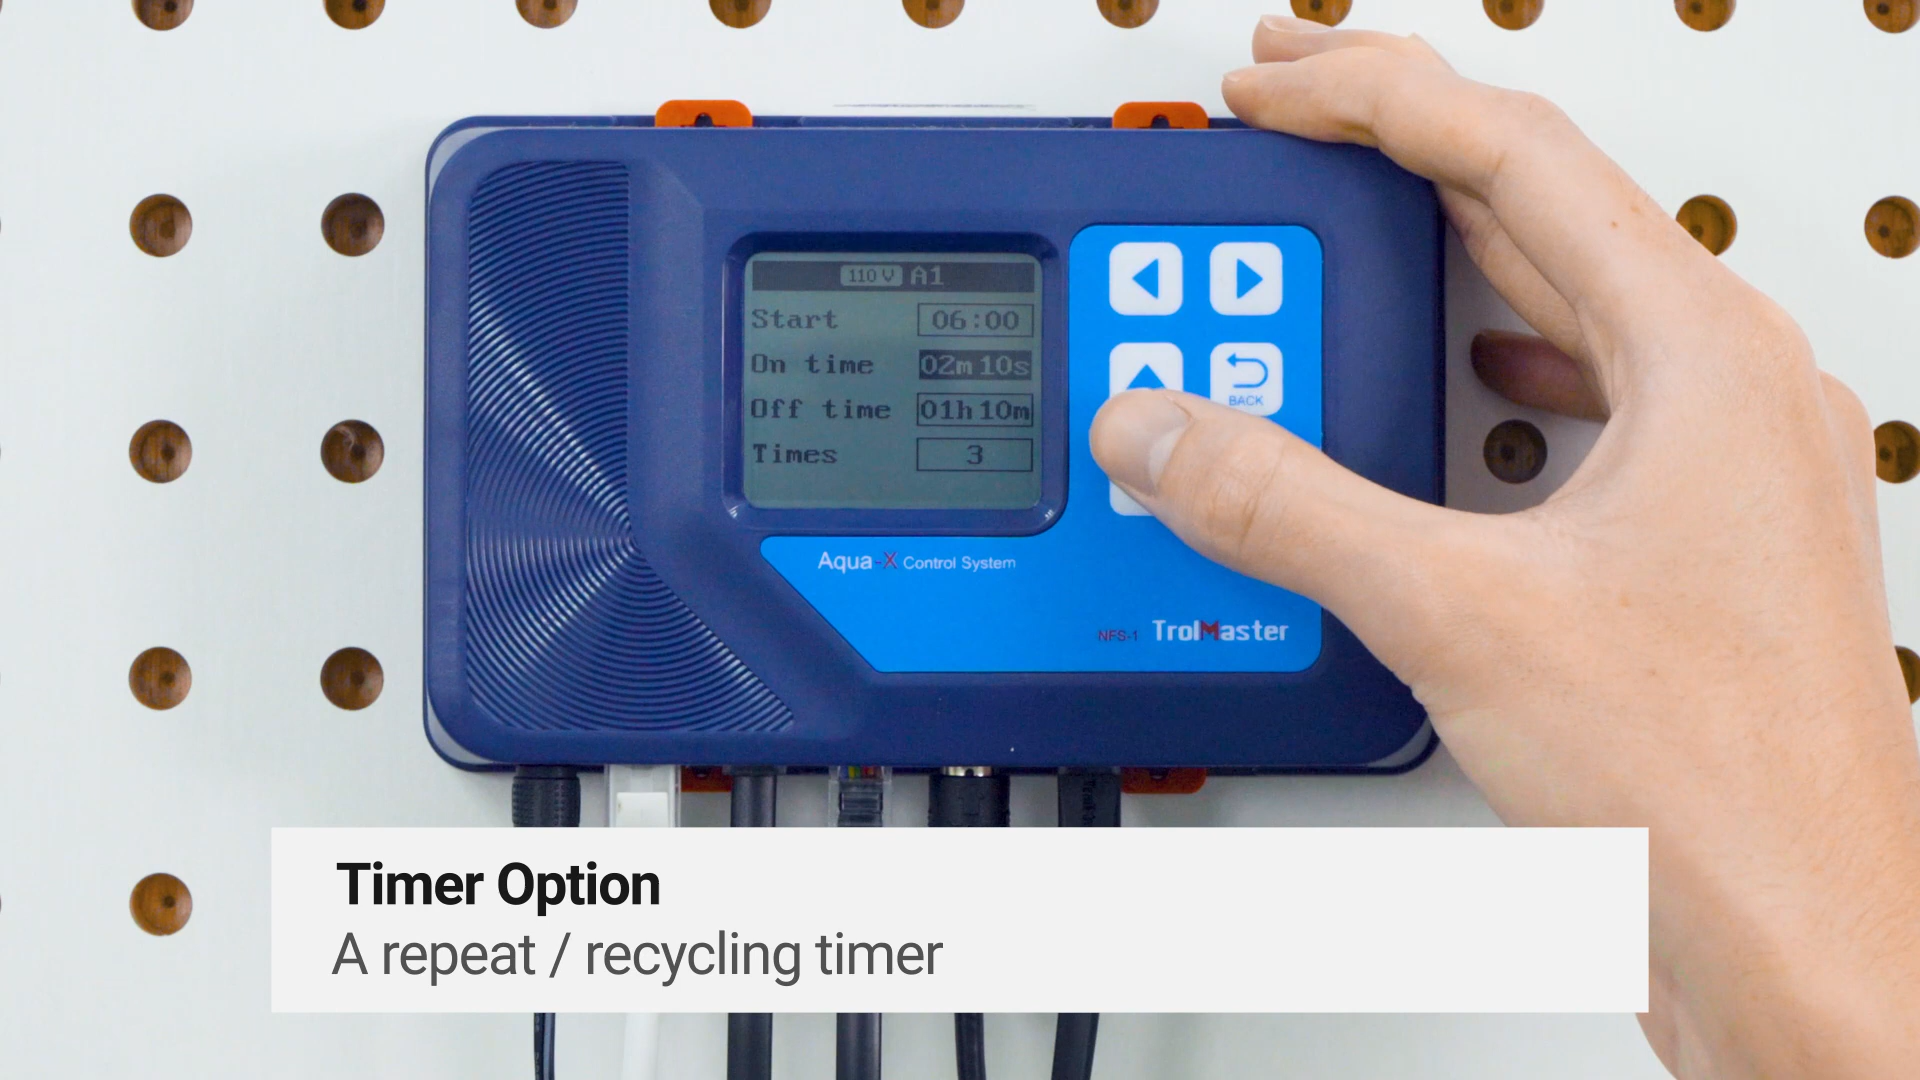 110 V A1
Start 06:00
On time 02m 10s
Off time 01h 10m
Times 3
BACK
Aqua-X Control System
NFS-1 TrolMaster
Timer Option
A repeat / recycling timer